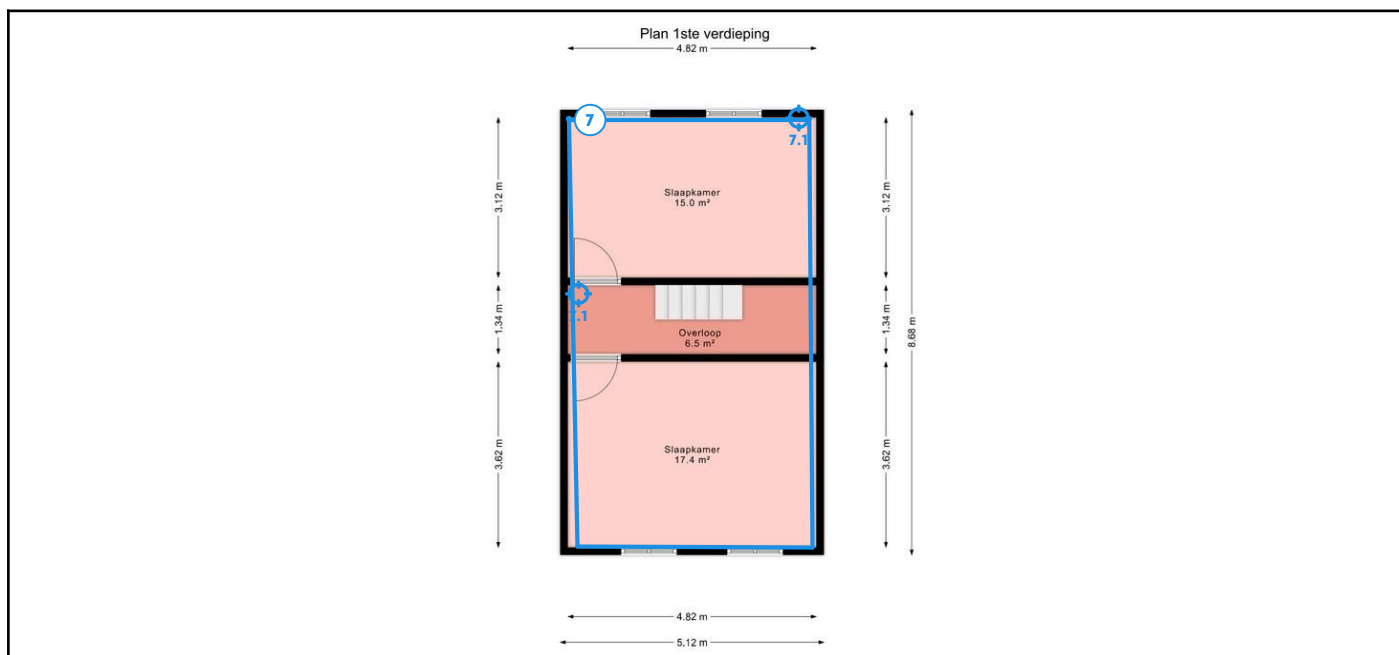 Plan 1ste verdieping
4.82 m
7
7.1
3.12 m
3.12 m
Slaapkamer
15.0 m²
7.1
1.34 m
1.34 m
Overloop
6.5 m²
8.68 m
3.62 m
3.62 m
Slaapkamer
17.4 m²
4.82 m
5.12 m